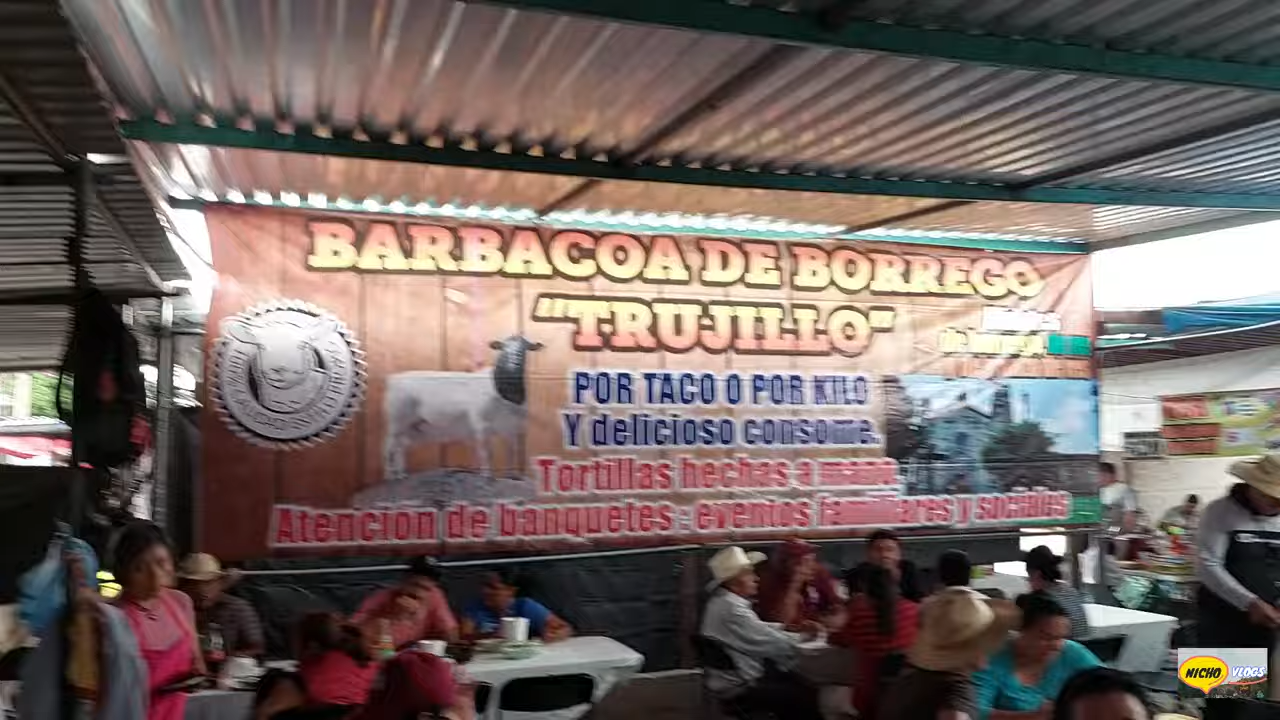 BARBACOA DE BORREGO
"TRUJILLO"
POR TACO O POR KILO
Y delicioso consome.
Tortillas hechas a mano
Atencion de banquetes : eventos familiares y sociales
NICHO VLOGS